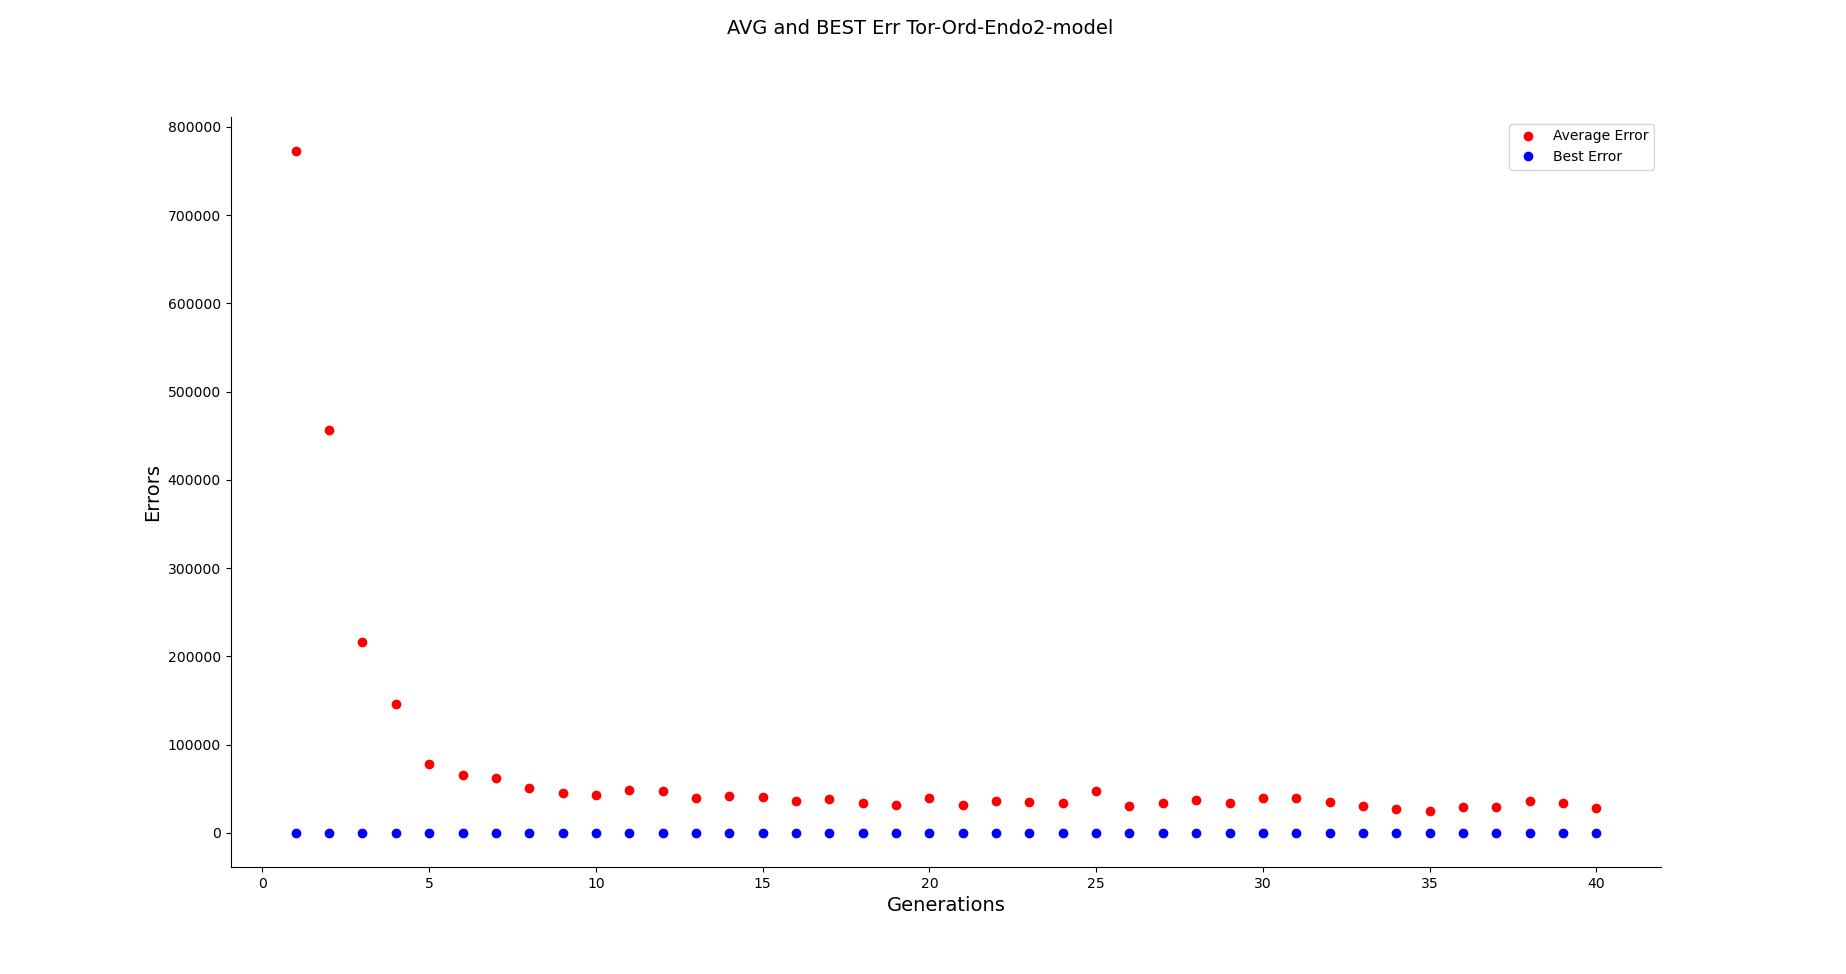 AVG and BEST Err Tor-Ord-Endo2-model
800000
700000
600000
500000
400000
300000
200000
100000
0
Errors
Average Error
Best Error
0 5 10 15 20 25 30 35 40
Generations